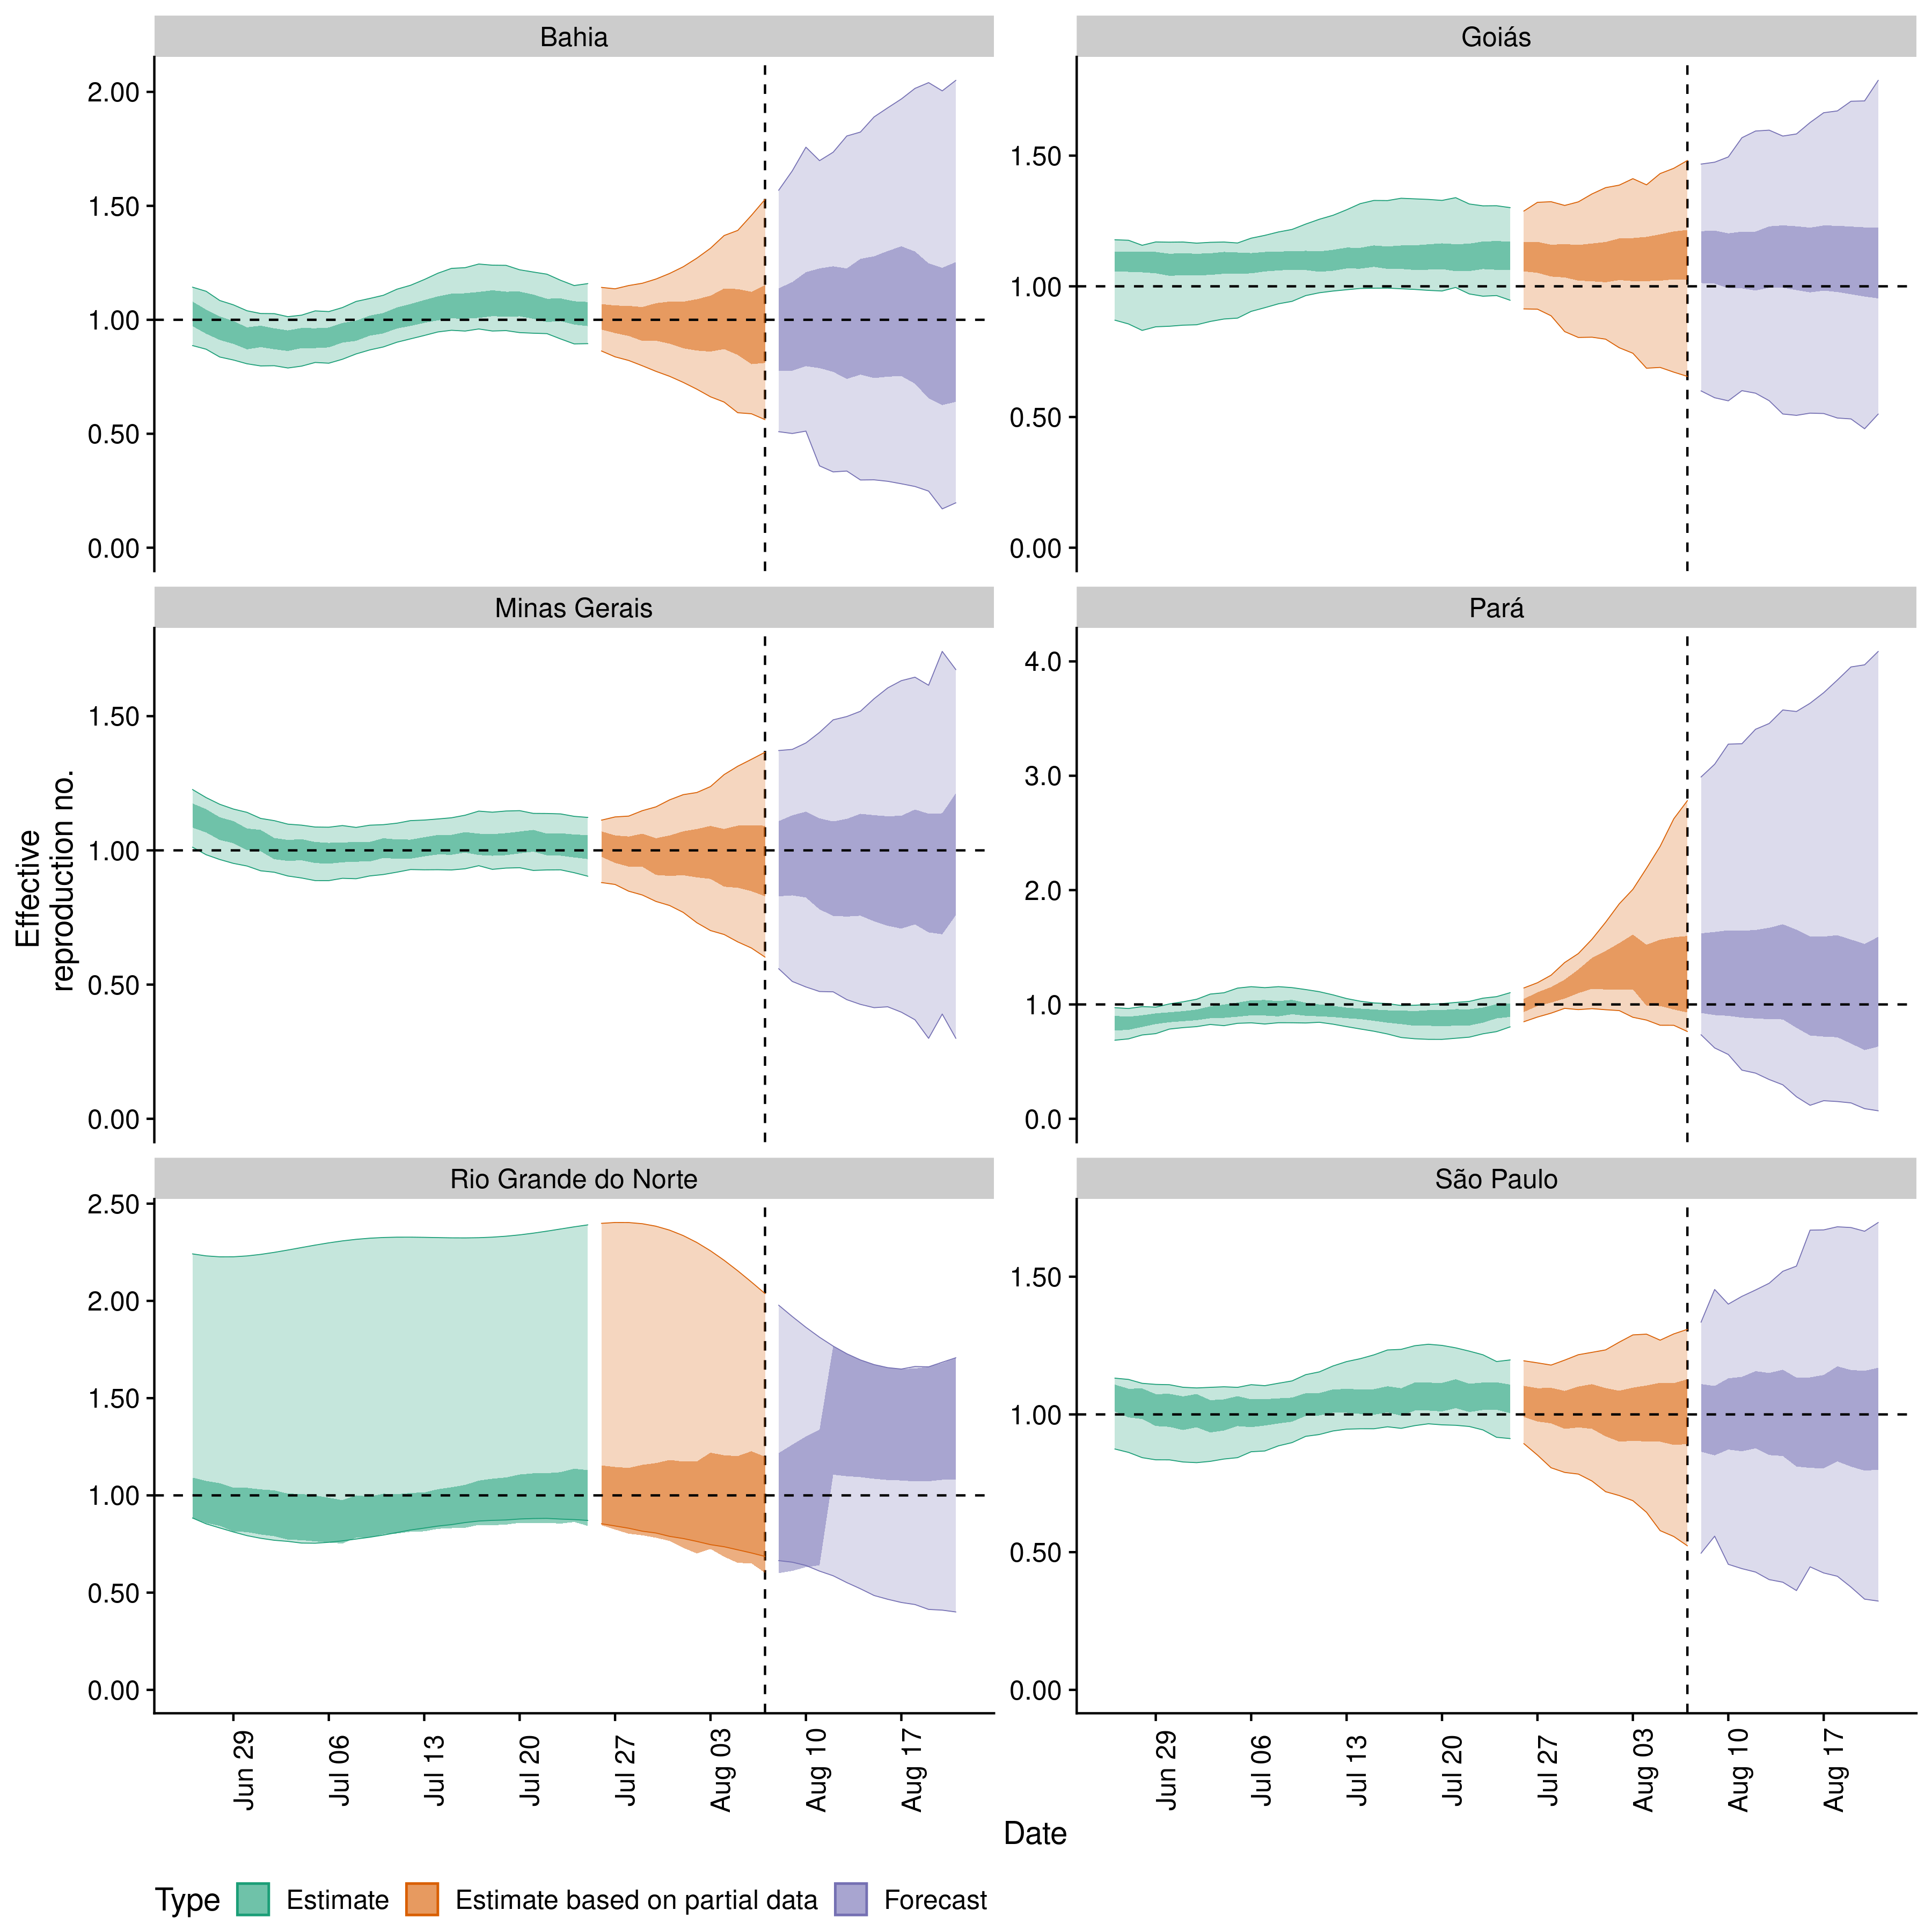 Bahia
Goiás
2.00
1.50
1.00
0.50
0.00
1.50
1.00
0.50
0.00
Minas Gerais
Pará
1.50
1.00
0.50
0.00
4.0
3.0
2.0
1.0
0.0
Effective
reproduction no.
Rio Grande do Norte
São Paulo
2.50
2.00
1.50
1.00
0.50
0.00
1.50
1.00
0.50
0.00
Jun 29
Jul 06
Jul 13
Jul 20
Jul 27
Aug 03
Aug 10
Aug 17
Jun 29
Jul 06
Jul 13
Jul 20
Jul 27
Aug 03
Aug 10
Aug 17
Date
Type Estimate Estimate based on partial data Forecast